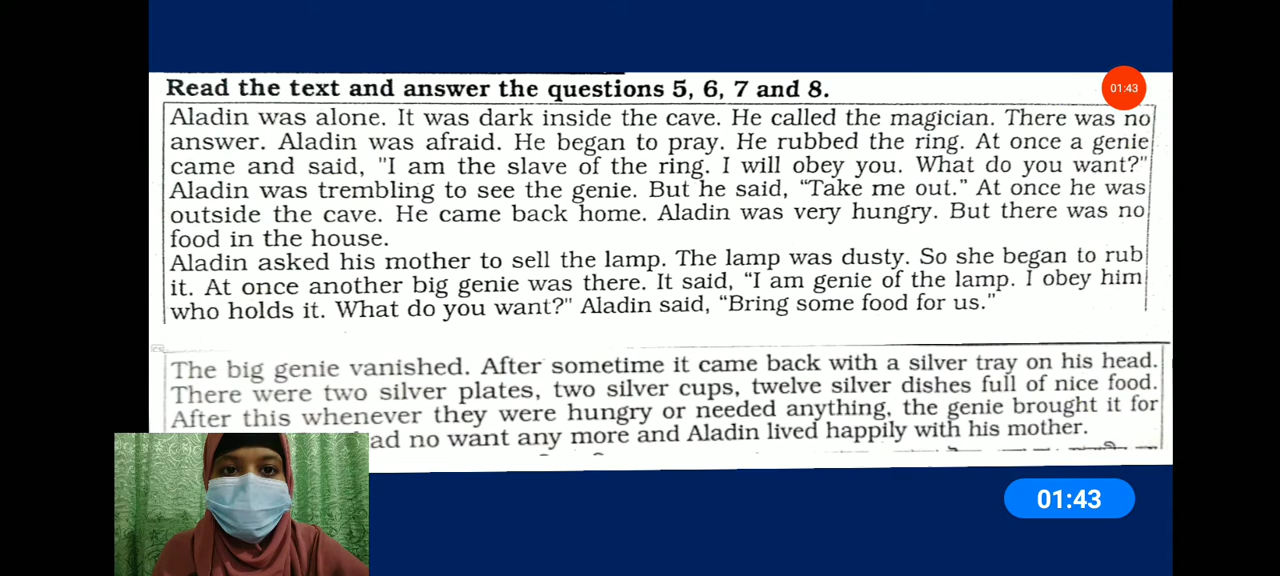 Read the text and answer the questions 5, 6, 7 and 8.
01:43
Aladin was alone. It was dark inside the cave. He called the magician. There was no
answer. Aladin was afraid. He began to pray. He rubbed the ring. At once a genie
came and said, "I am the slave of the ring. I will obey you. What do you want?"
Aladin was trembling to see the genie. But he said, “Take me out.” At once he was
outside the cave. He came back home. Aladin was very hungry. But there was no
food in the house.
Aladin asked his mother to sell the lamp. The lamp was dusty. So she began to rub
it. At once another big genie was there. It said, “I am genie of the lamp. I obey him
who holds it. What do you want?" Aladin said, “Bring some food for us.”
The big genie vanished. After sometime it came back with a silver tray on his head.
There were two silver plates, two silver cups, twelve silver dishes full of nice food.
After this whenever they were hungry or needed anything, the genie brought it for
no want any more and Aladin lived happily with his mother.
01:43